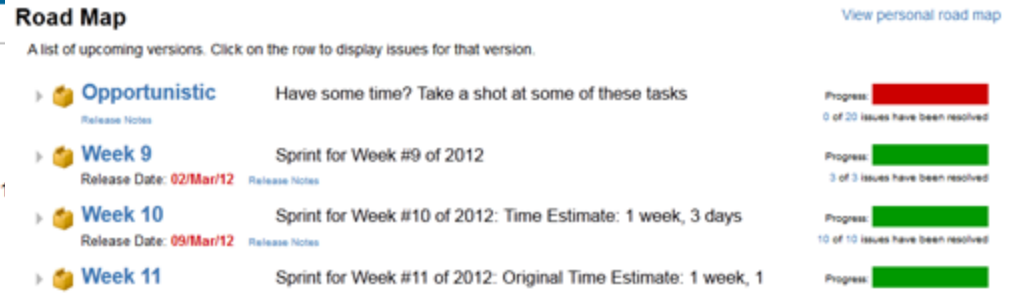 Road Map
View personal road map
A list of upcoming versions. Click on the row to display issues for that version.
Opportunistic Have some time? Take a shot at some of these tasks Progress:
Release Notes 0 of 20 issues have been resolved
Week 9 Sprint for Week #9 of 2012 Progress:
Release Date: 02/Mar/12 Release Notes 3 of 3 issues have been resolved
Week 10 Sprint for Week #10 of 2012: Time Estimate: 1 week, 3 days Progress:
Release Date: 09/Mar/12 Release Notes 10 of 10 issues have been resolved
Week 11 Sprint for Week #11 of 2012: Original Time Estimate: 1 week, 1 Progress: